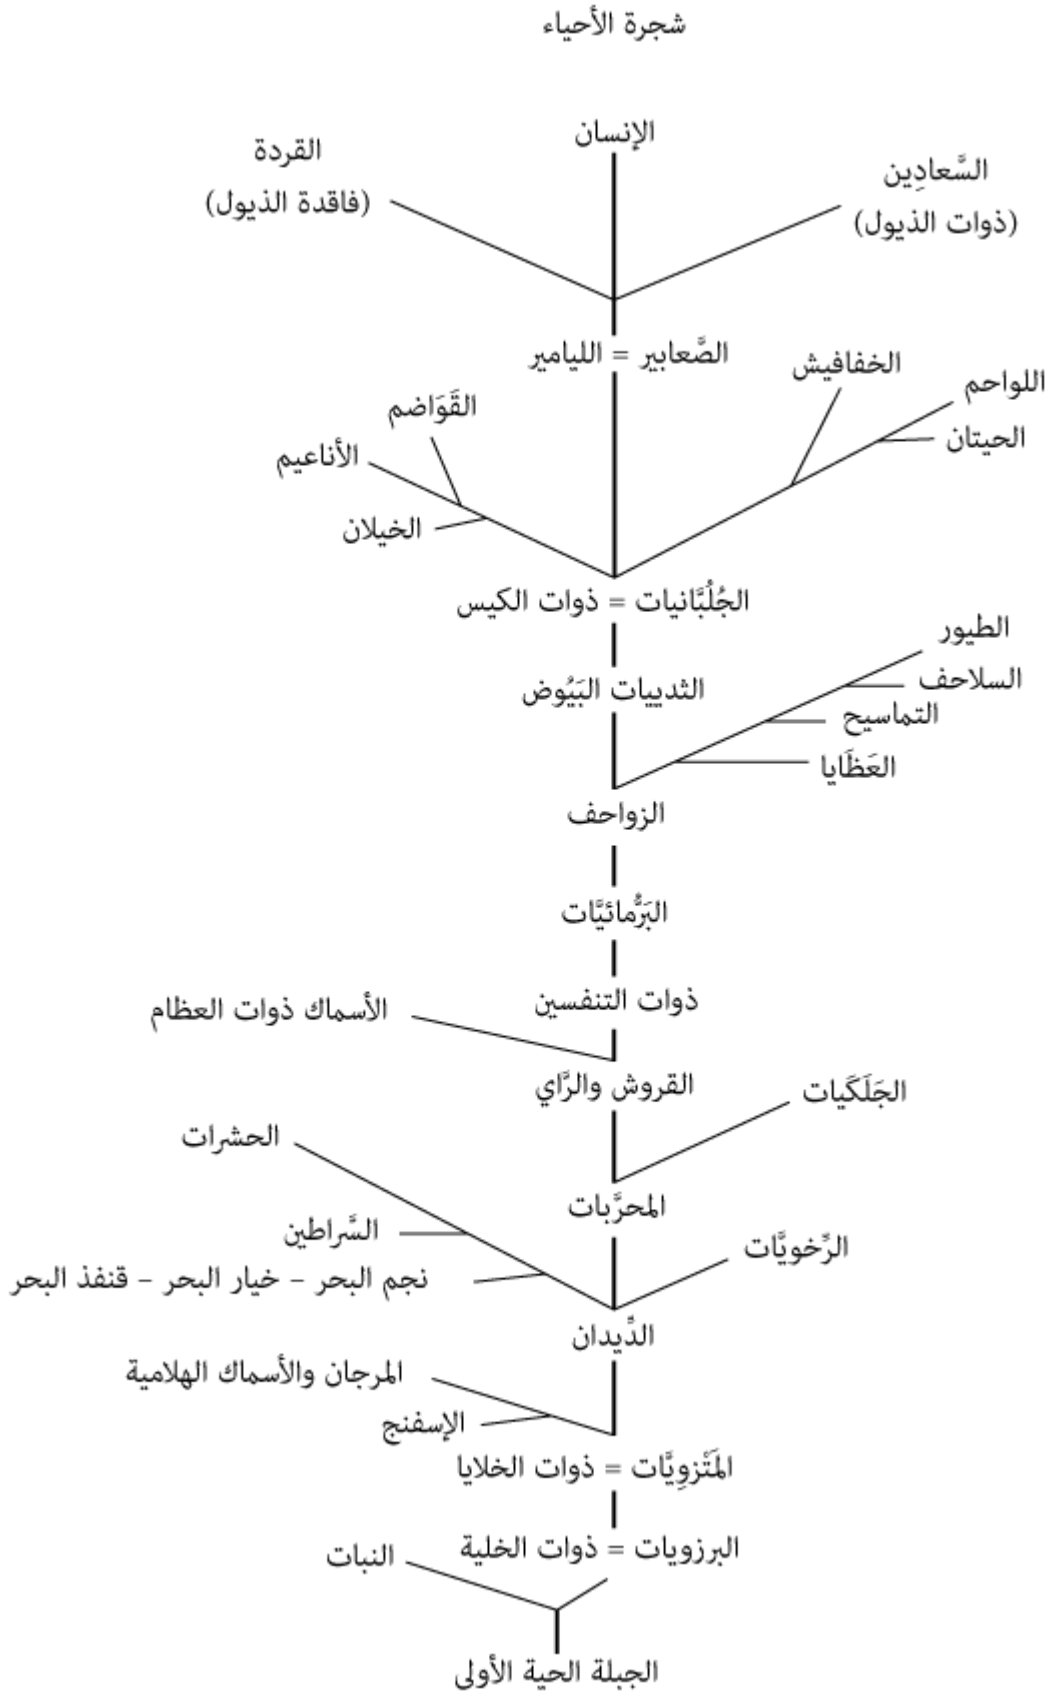 شجرة الأحياء
الإنسان
السَّعادِين
(ذوات الذيول)
القردة
(فاقدة الذيول)
الصَّعابير = الليامير
الخفافيش
اللواحم
الحيتان
القَوَاضم
الأناعيم
الخيلان
الجُلُبَّانيات = ذوات الكيس
الطيور
السلاحف
التماسيح
العَظَايا
الثدييات البَيُوض
الزواحف
البَرُّمائيَّات
ذوات التنفسين
الأسماك ذوات العظام
القروش والرَّاي
الجَلَكَيات
الحشرات
المحرَّبات
السَّراطين
الرِّخويَّات
نجم البحر – خيار البحر – قنفذ البحر
الدِّيدان
المرجان والأسماك الهلامية
الإسفنج
المَتْزوِيَّات = ذوات الخلايا
البرزويات = ذوات الخلية
النبات
الجبلة الحية الأولى